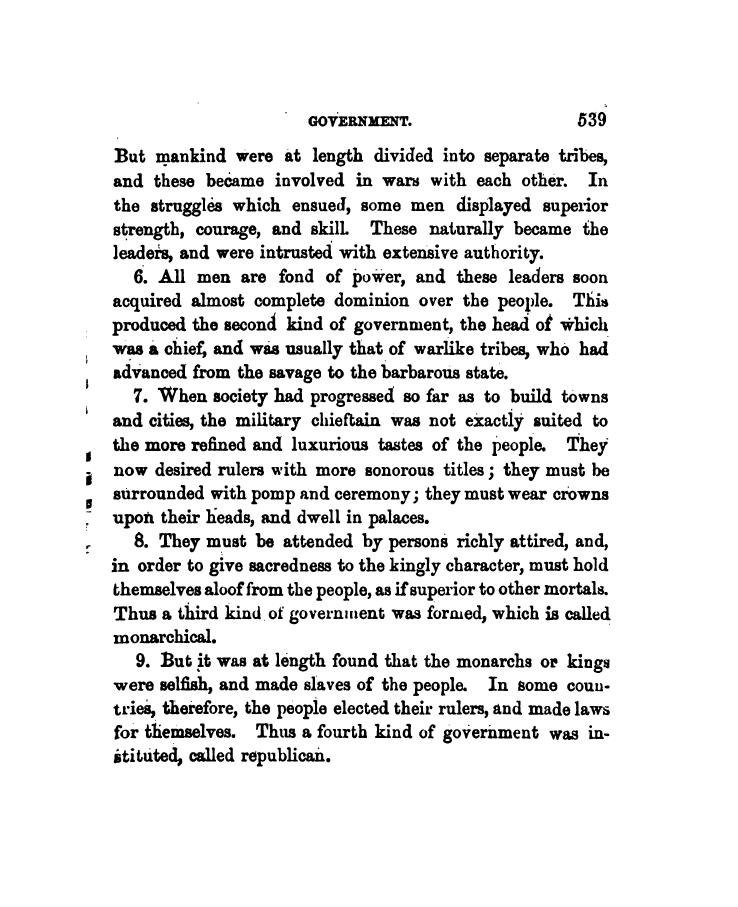 GOVERNMENT. 539
But mankind were at length divided into separate tribes,
and these became involved in wars with each other. In
the struggles which ensued, some men displayed superior
strength, courage, and skill. These naturally became the
leaders, and were intrusted with extensive authority.
6. All men are fond of power, and these leaders soon
acquired almost complete dominion over the people. This
produced the second kind of government, the head of which
was a chief, and was usually that of warlike tribes, who had
advanced from the savage to the barbarous state.
7. When society had progressed so far as to build towns
and cities, the military chieftain was not exactly suited to
the more refined and luxurious tastes of the people. They
now desired rulers with more sonorous titles; they must be
surrounded with pomp and ceremony; they must wear crowns
upon their heads, and dwell in palaces.
8. They must be attended by persons richly attired, and,
in order to give sacredness to the kingly character, must hold
themselves aloof from the people, as if superior to other mortals.
Thus a third kind of government was formed, which is called
monarchical.
9. But it was at length found that the monarchs or kings
were selfish, and made slaves of the people. In some coun-
tries, therefore, the people elected their rulers, and made laws
for themselves. Thus a fourth kind of government was in-
stituted, called republican.